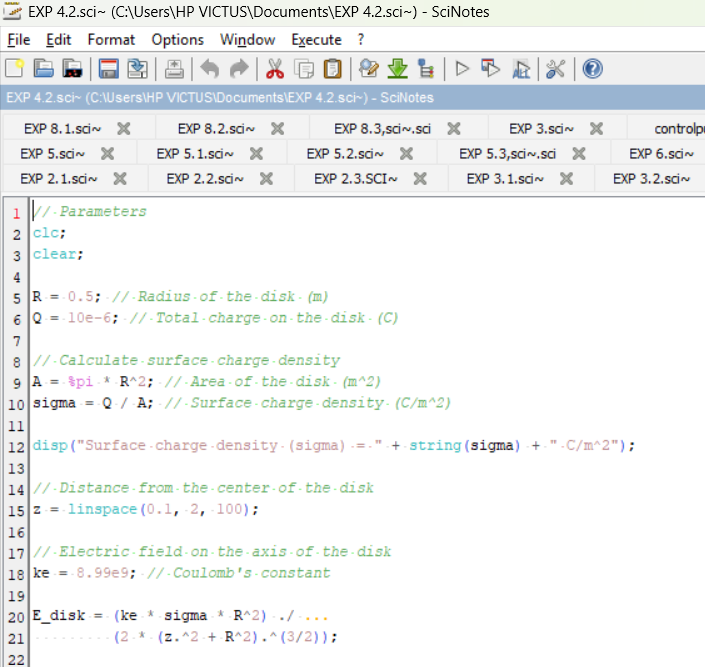 EXP 4.2.sci~ (C:\Users\HP VICTUS\Documents\EXP 4.2.sci~) - SciNotes
File Edit Format Options Window Execute ?
EXP 4.2.sci~ (C:\Users\HP VICTUS\Documents\EXP 4.2.sci~) - SciNotes
EXP 8.1.sci~ EXP 8.2.sci~ EXP 8.3,sci~.sci EXP 3.sci~ controlpu
EXP 5.sci~ EXP 5.1.sci~ EXP 5.2.sci~ EXP 5.3,sci~.sci EXP 6.sci~
EXP 2.1.sci~ EXP 2.2.sci~ EXP 2.3.SCI~ EXP 3.1.sci~ EXP 3.2.sci~
1 // Parameters
2 clc;
3 clear;
4
5 R = 0.5; // Radius of the disk (m)
6 Q = 10e-6; // Total charge on the disk (C)
7
8 // Calculate surface charge density
9 A = %pi * R^2; // Area of the disk (m^2)
10 sigma = Q / A; // Surface charge density (C/m^2)
11
12 disp("Surface charge density (sigma) = " + string(sigma) + " C/m^2");
13
14 // Distance from the center of the disk
15 z = linspace(0.1, 2, 100);
16
17 // Electric field on the axis of the disk
18 ke = 8.99e9; // Coulomb's constant
19
20 E_disk = (ke * sigma * R^2) ./ ...
21 (2 * (z.^2 + R^2).^(3/2));
22